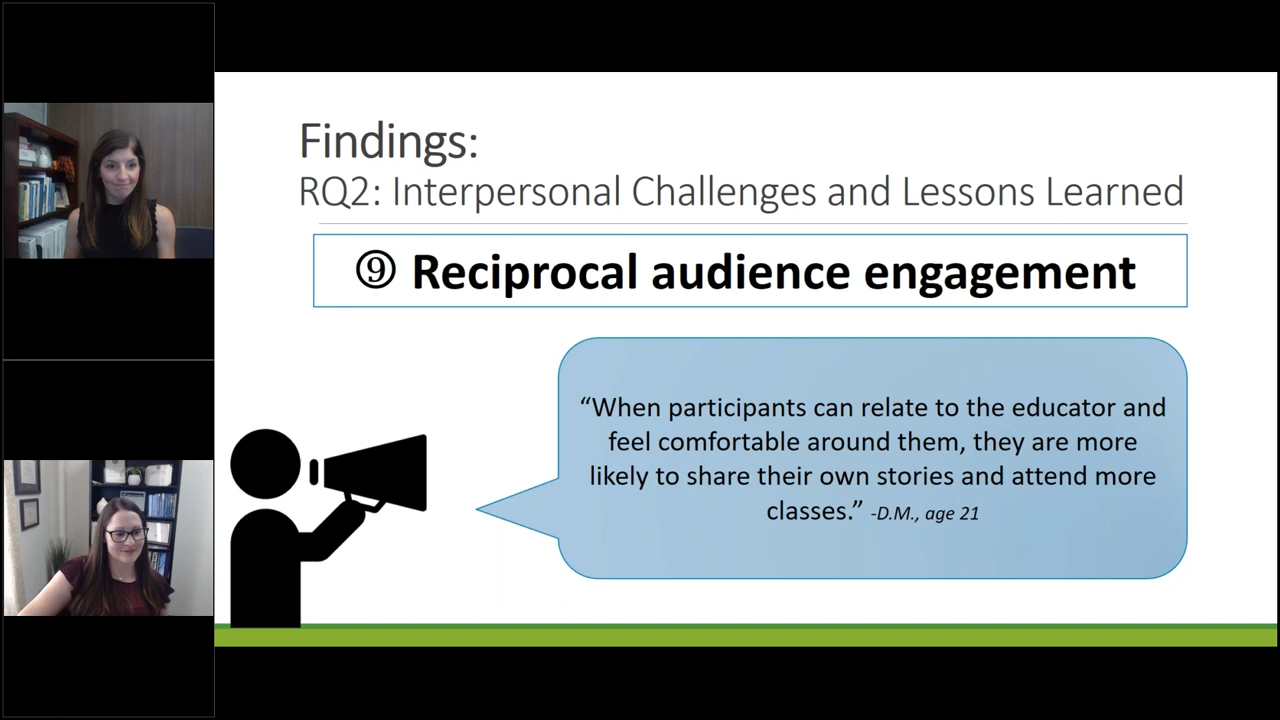 Findings:
RQ2: Interpersonal Challenges and Lessons Learned
⑨ Reciprocal audience engagement
“When participants can relate to the educator and
feel comfortable around them, they are more
likely to share their own stories and attend more
classes.” -D.M., age 21